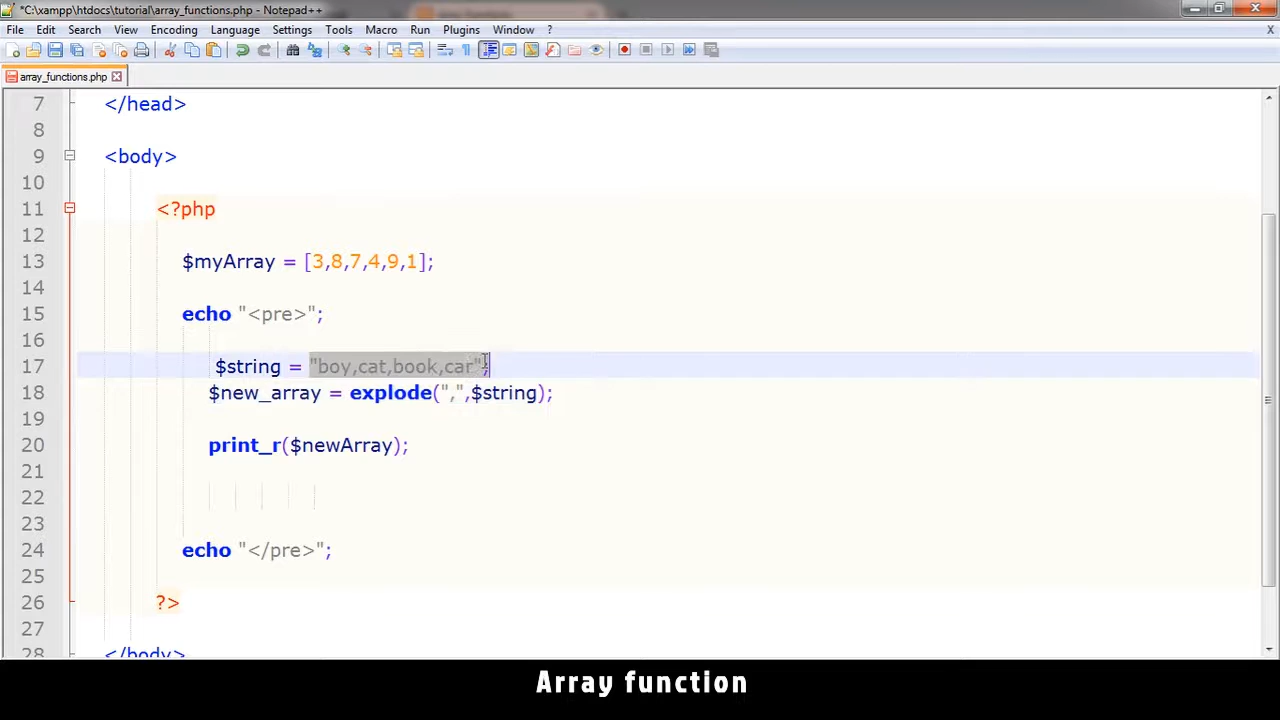 *C:\xampp\htdocs\tutorial\array_functions.php - Notepad++
File Edit Search View Encoding Language Settings Tools Macro Run Plugins Window ? X
array_functions.php
7 </head>
8
9 <body>
10
11 <?php
12
13 $myArray = [3,8,7,4,9,1];
14
15 echo "<pre>";
16
17 $string = "boy,cat,book,car";
18 $new_array = explode(",",$string);
19
20 print_r($newArray);
21
22
23
24 echo "</pre>";
25
26 ?>
27
28 </body>
Array function